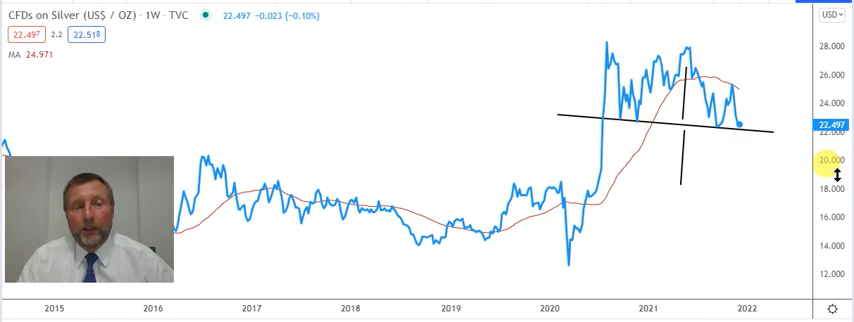 CFDs on Silver (US$ / OZ) · 1W · TVC 22.497 −0.023 (−0.10%) USD
22.497 2.2 22.518
MA 24.971
28.000
26.000
24.000
22.497
22.000
20.000
18.000
16.000
14.000
12.000
2015 2016 2017 2018 2019 2020 2021 2022